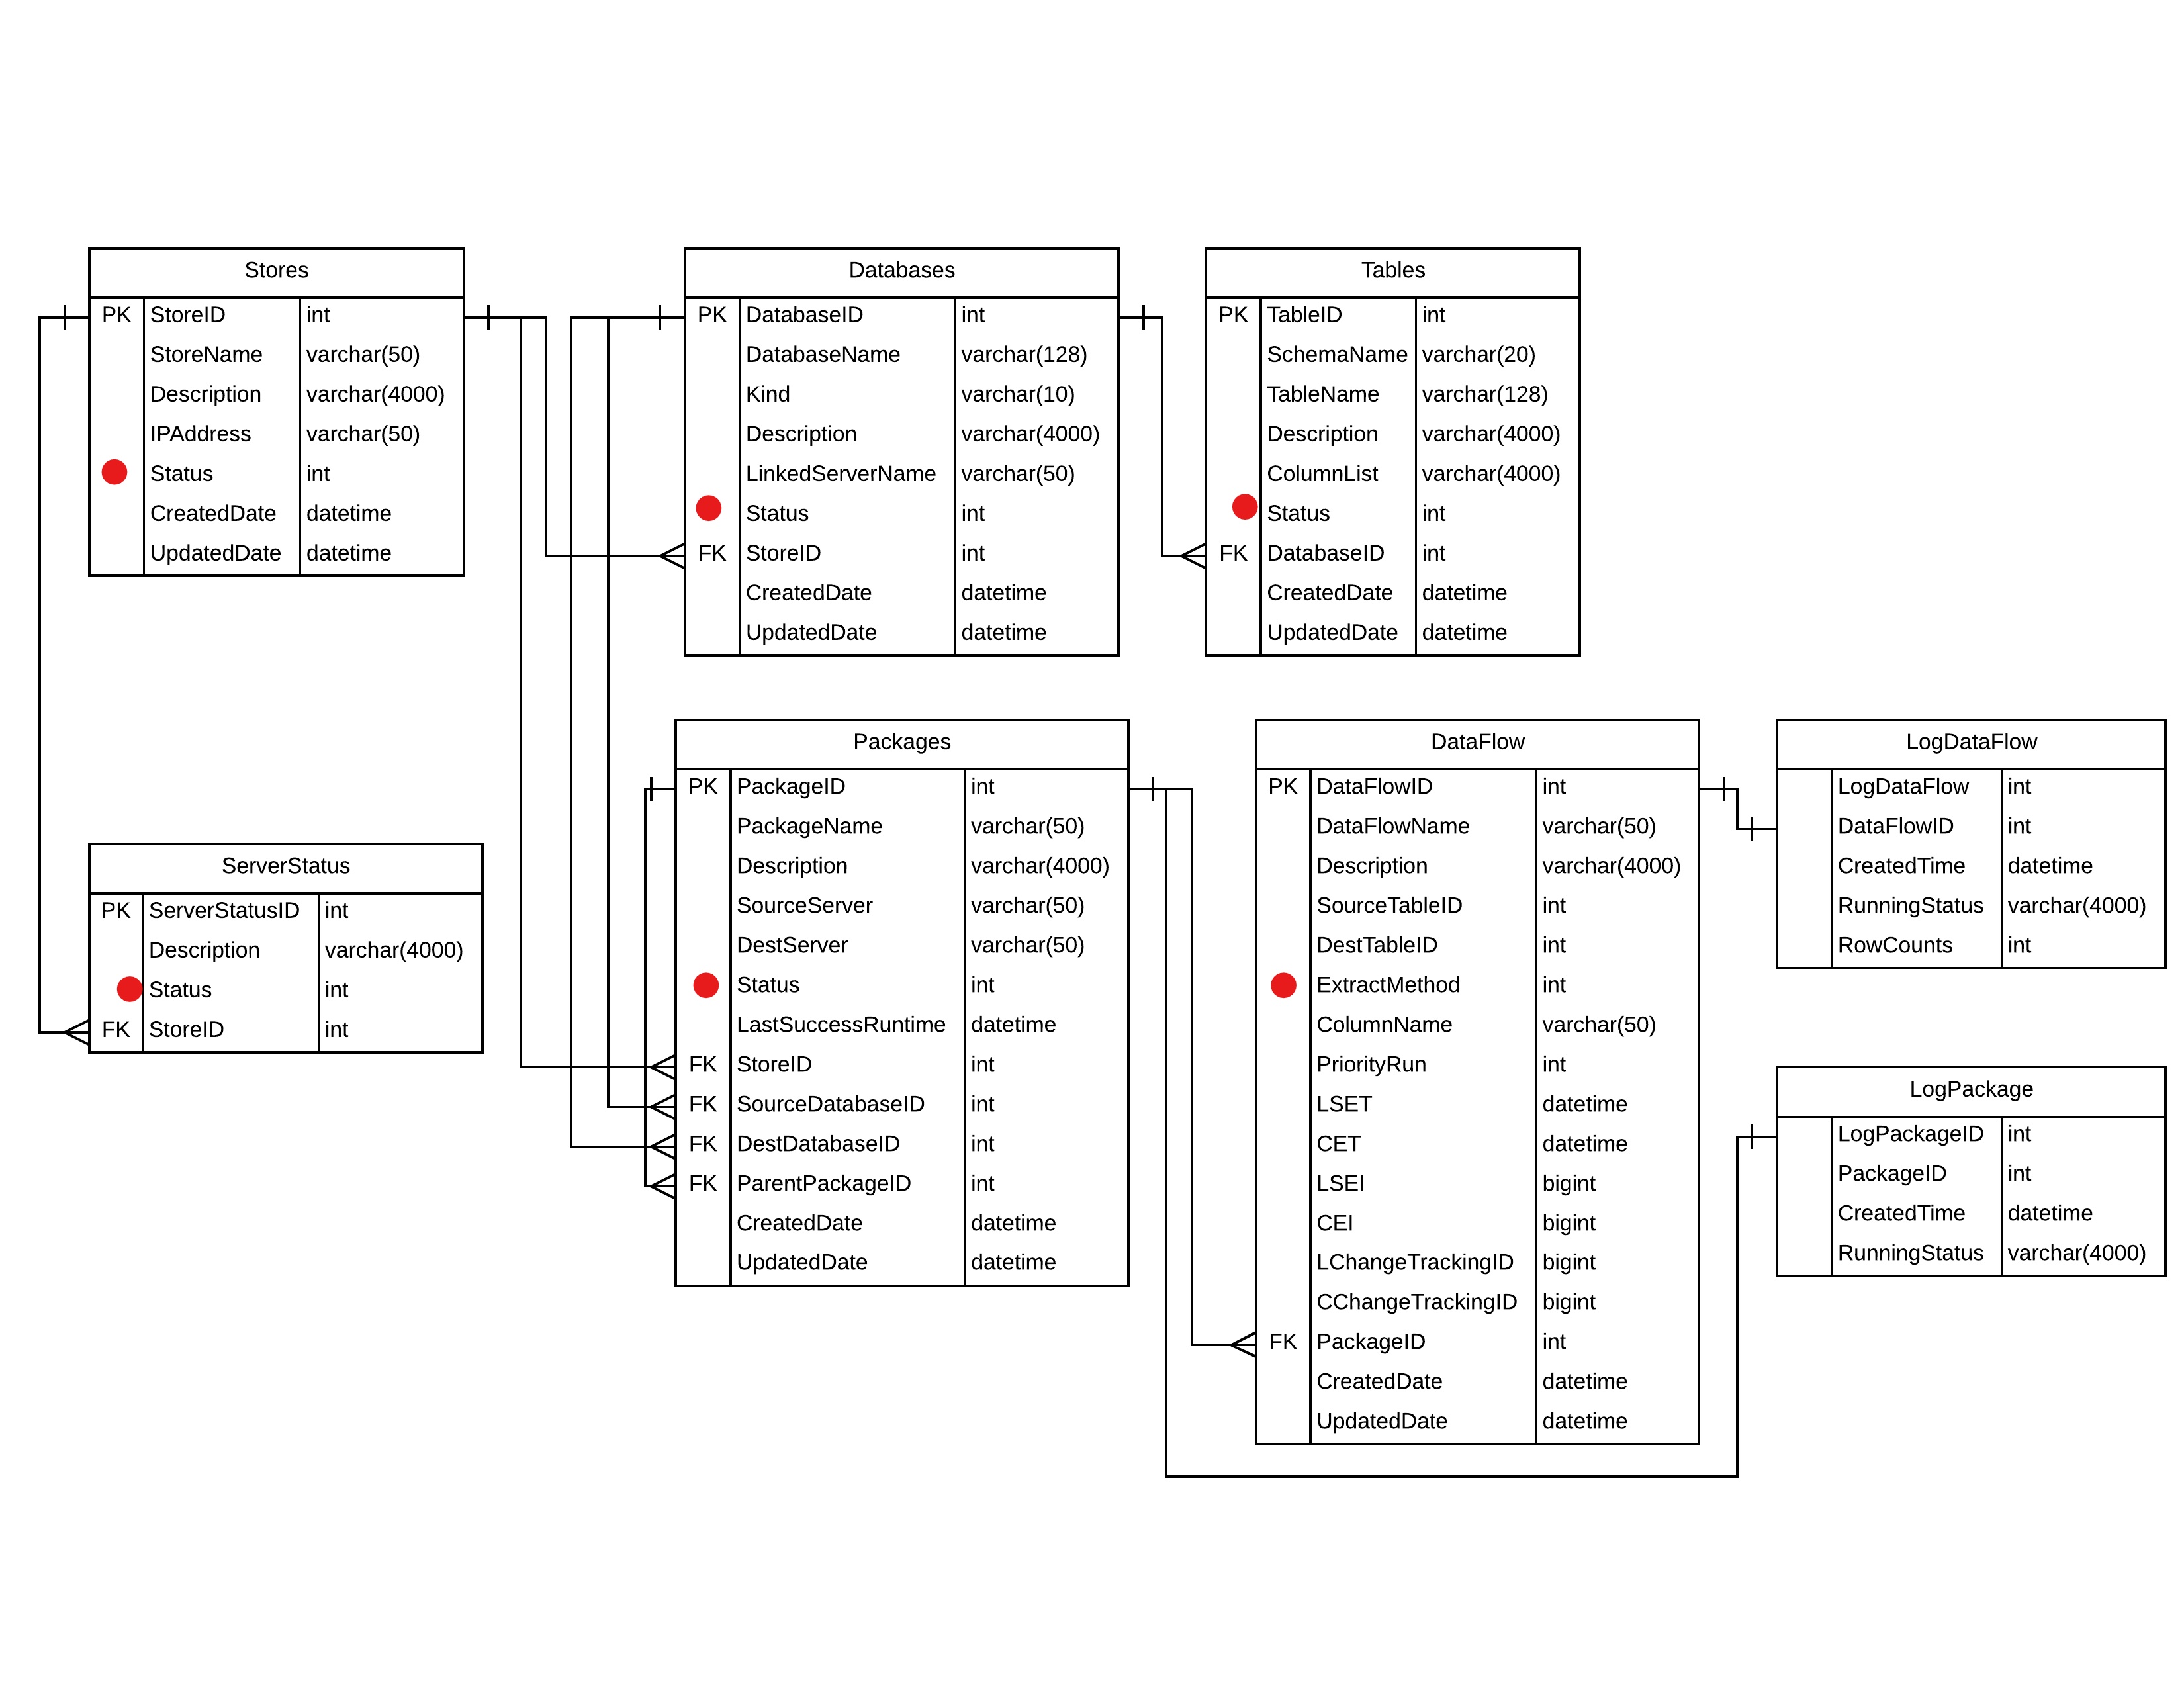 Stores
PK StoreID int
StoreName varchar(50)
Description varchar(4000)
IPAddress varchar(50)
Status int
CreatedDate datetime
UpdatedDate datetime
Databases
PK DatabaseID int
DatabaseName varchar(128)
Kind varchar(10)
Description varchar(4000)
LinkedServerName varchar(50)
Status int
FK StoreID int
CreatedDate datetime
UpdatedDate datetime
Tables
PK TableID int
SchemaName varchar(20)
TableName varchar(128)
Description varchar(4000)
ColumnList varchar(4000)
Status int
FK DatabaseID int
CreatedDate datetime
UpdatedDate datetime
ServerStatus
PK ServerStatusID int
Description varchar(4000)
Status int
FK StoreID int
Packages
PK PackageID int
PackageName varchar(50)
Description varchar(4000)
SourceServer varchar(50)
DestServer varchar(50)
Status int
LastSuccessRuntime datetime
FK StoreID int
FK SourceDatabaseID int
FK DestDatabaseID int
FK ParentPackageID int
CreatedDate datetime
UpdatedDate datetime
DataFlow
PK DataFlowID int
DataFlowName varchar(50)
Description varchar(4000)
SourceTableID int
DestTableID int
ExtractMethod int
ColumnName varchar(50)
PriorityRun int
LSET datetime
CET datetime
LSEI bigint
CEI bigint
LChangeTrackingID bigint
CChangeTrackingID bigint
FK PackageID int
CreatedDate datetime
UpdatedDate datetime
LogDataFlow
LogDataFlow int
DataFlowID int
CreatedTime datetime
RunningStatus varchar(4000)
RowCounts int
LogPackage
LogPackageID int
PackageID int
CreatedTime datetime
RunningStatus varchar(4000)